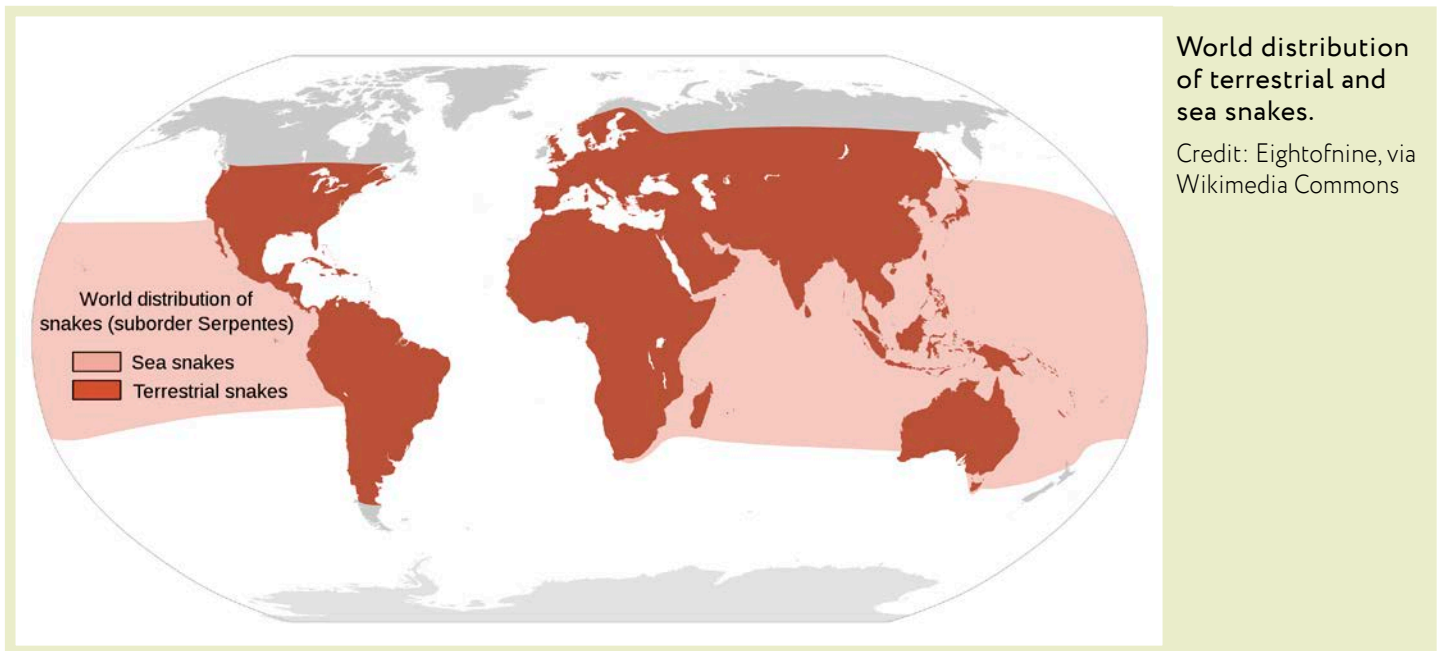 World distribution
of terrestrial and
sea snakes.
Credit: Eightofnine, via
Wikimedia Commons
World distribution of
snakes (suborder Serpentes)
Sea snakes
Terrestrial snakes